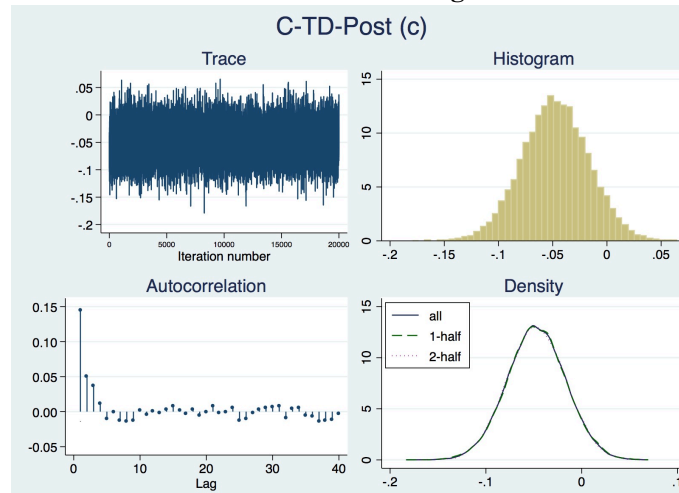 C-TD-Post (c)
Trace
.05
0
-.05
-.1
-.15
-.2
0 5000 10000 15000 20000
Iteration number
Histogram
15
10
5
0
-.2 -.15 -.1 -.05 0 .05
Autocorrelation
0.15
0.10
0.05
0.00
-0.05
0 10 20 30 40
Lag
Density
all
1-half
2-half
15
10
5
0
-.2 -.1 0 .1